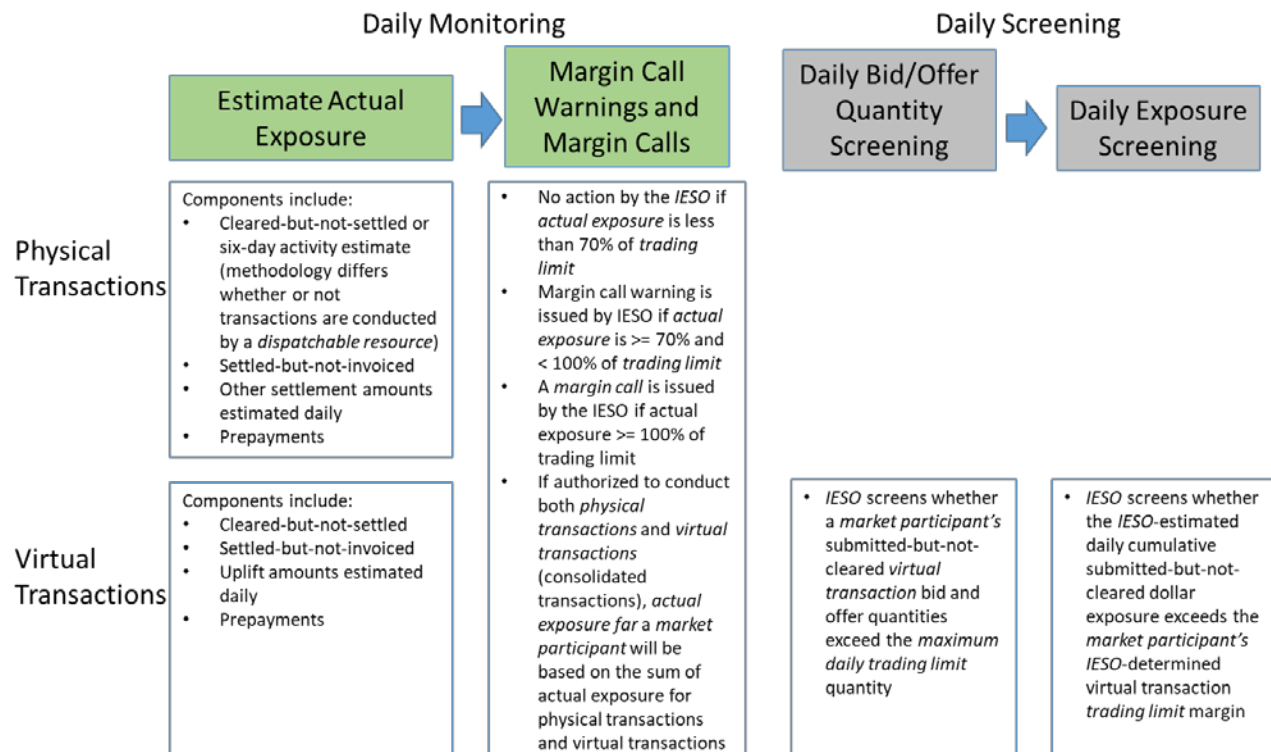 Daily Monitoring
Daily Screening
Estimate Actual
Exposure
Margin Call
Warnings and
Margin Calls
Daily Bid/Offer
Quantity
Screening
Daily Exposure
Screening
Physical
Transactions
Components include:
• Cleared-but-not-settled or
six-day activity estimate
(methodology differs
whether or not
transactions are conducted
by a dispatchable resource)
• Settled-but-not-invoiced
• Other settlement amounts
estimated daily
• Prepayments
• No action by the IESO if
actual exposure is less
than 70% of trading
limit
• Margin call warning is
issued by IESO if actual
exposure is >= 70% and
< 100% of trading limit
• A margin call is issued
by the IESO if actual
exposure >= 100% of
trading limit
• If authorized to conduct
both physical
transactions and virtual
transactions
(consolidated
transactions), actual
exposure far a market
participant will be
based on the sum of
actual exposure for
physical transactions
and virtual transactions
Virtual
Transactions
Components include:
• Cleared-but-not-settled
• Settled-but-not-invoiced
• Uplift amounts estimated
daily
• Prepayments
• IESO screens whether
a market participant's
submitted-but-not-
cleared virtual
transaction bid and
offer quantities
exceed the maximum
daily trading limit
quantity
• IESO screens whether
the IESO-estimated
daily cumulative
submitted-but-not-
cleared dollar
exposure exceeds the
market participant's
IESO-determined
virtual transaction
trading limit margin